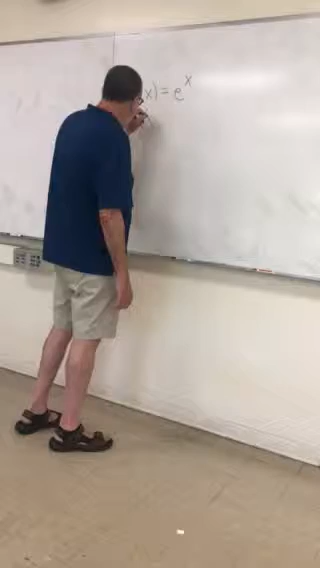 x) = e^x